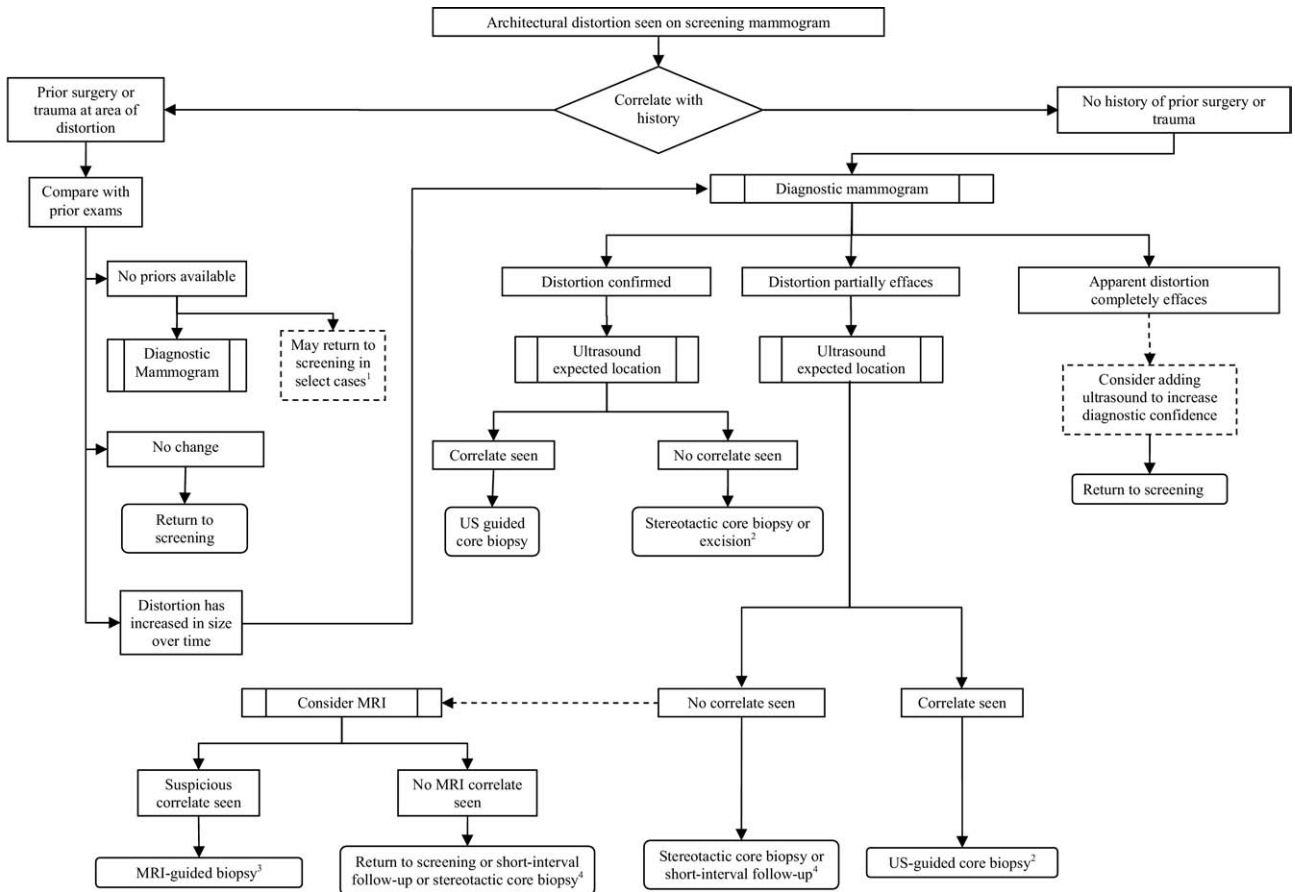 Architectural distortion seen on screening mammogram
Prior surgery or
trauma at area of
distortion
Correlate with
history
No history of prior surgery or
trauma
Compare with
prior exams
Diagnostic mammogram
No priors available
Distortion confirmed
Distortion partially effaces
Apparent distortion
completely effaces
Diagnostic
Mammogram
May return to
screening in
select cases¹
Ultrasound
expected location
Ultrasound
expected location
Consider adding
ultrasound to increase
diagnostic confidence
No change
Correlate seen
No correlate seen
Return to screening
Return to
screening
US guided
core biopsy
Stereotactic core biopsy or
excision²
Distortion has
increased in size
over time
Consider MRI
No correlate seen
Correlate seen
Suspicious
correlate seen
No MRI correlate
seen
MRI-guided biopsy³
Return to screening or short-interval
follow-up or stereotactic core biopsy⁴
Stereotactic core biopsy or
short-interval follow-up⁴
US-guided core biopsy²